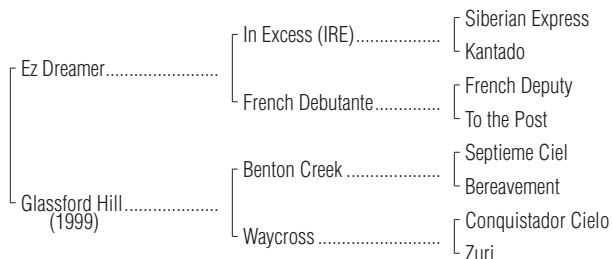 Siberian Express
In Excess (IRE)...................
Kantado
Ez Dreamer.......................
French Deputy
French Debutante................
To the Post
Septieme Ciel
Benton Creek ....................
Bereavement
Glassford Hill...................
(1999)
Conquistador Cielo
Waycross .........................
Zuri